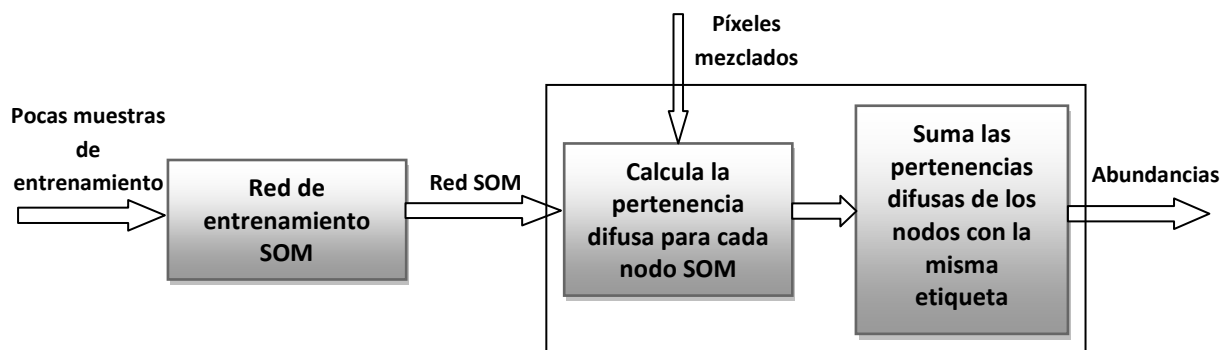 Píxeles
mezclados
Pocas muestras
de
entrenamiento
Red de
entrenamiento
SOM
Red SOM
Calcula la
pertenencia
difusa para cada
nodo SOM
Suma las
pertenencias
difusas de los
nodos con la
misma
etiqueta
Abundancias